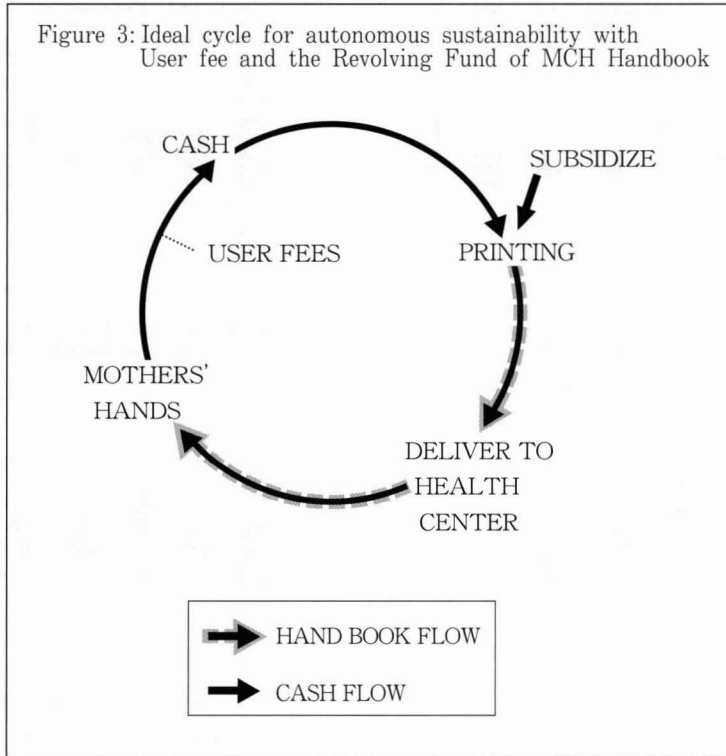 Figure 3: Ideal cycle for autonomous sustainability with
User fee and the Revolving Fund of MCH Handbook
CASH
SUBSIDIZE
USER FEES
PRINTING
MOTHERS'
HANDS
DELIVER TO
HEALTH
CENTER
HAND BOOK FLOW
CASH FLOW